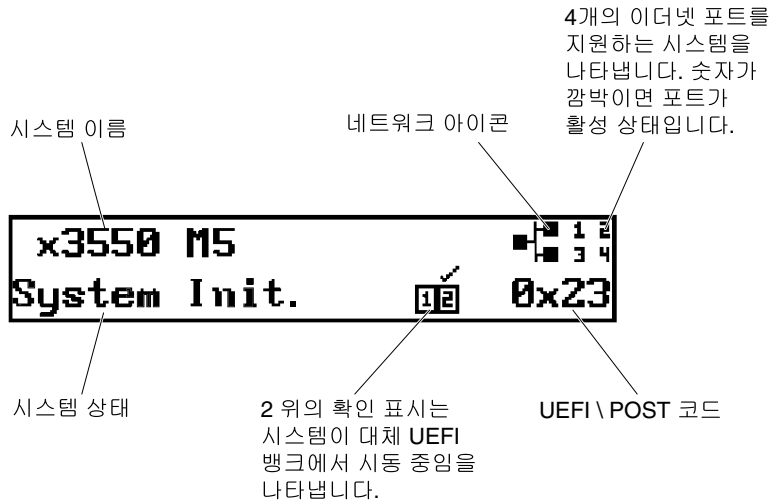 4개의 이더넷 포트를
지원하는 시스템을
나타냅니다. 숫자가
깜박이면 포트가
활성 상태입니다.
시스템 이름
네트워크 아이콘
x3550 M5
1 2
3 4
System Init.
1 2
0x23
시스템 상태
2 위의 확인 표시는
시스템이 대체 UEFI
뱅크에서 시동 중임을
나타냅니다.
UEFI \ POST 코드